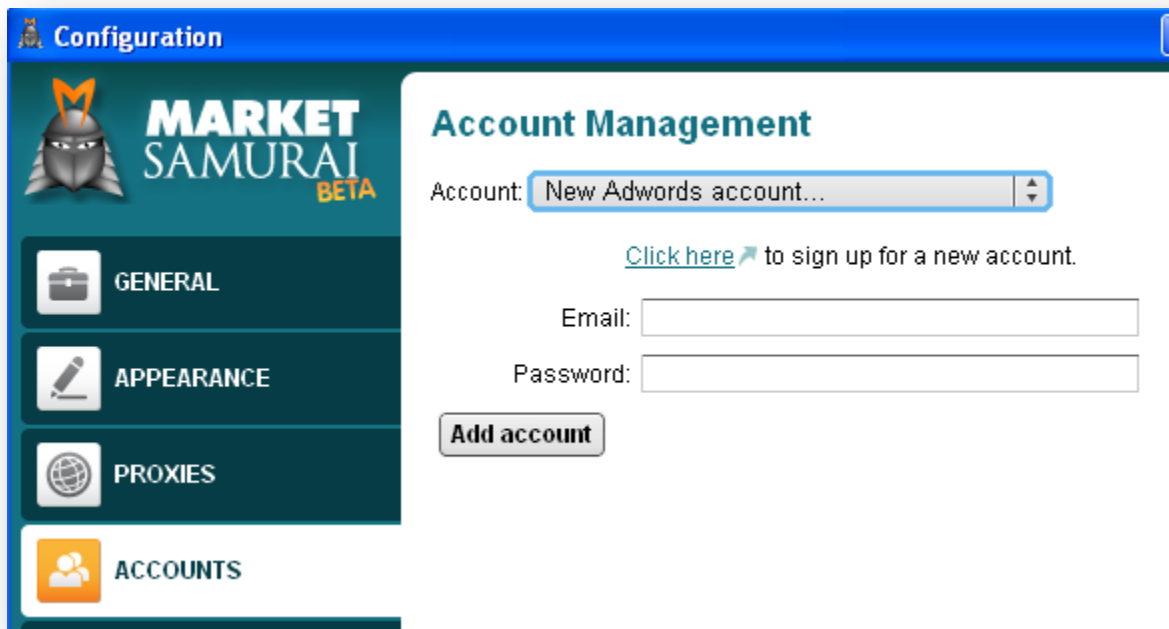 Configuration
MARKET
SAMURAI
BETA
GENERAL
APPEARANCE
PROXIES
ACCOUNTS
Account Management
Account: New Adwords account...
Click here to sign up for a new account.
Email:
Password:
Add account